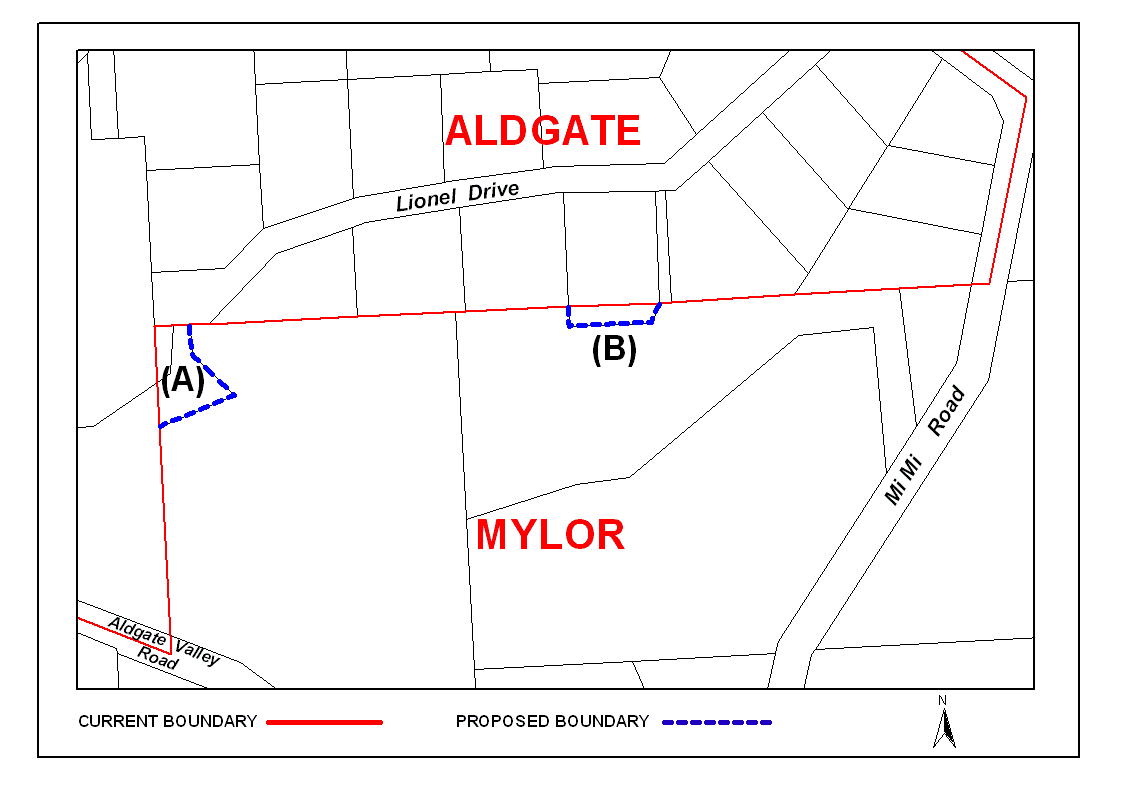 ALDGATE
Lionel Drive
(B)
(A)
Mi Mi Road
MYLOR
Aldgate Valley
Road
CURRENT BOUNDARY
PROPOSED BOUNDARY
N